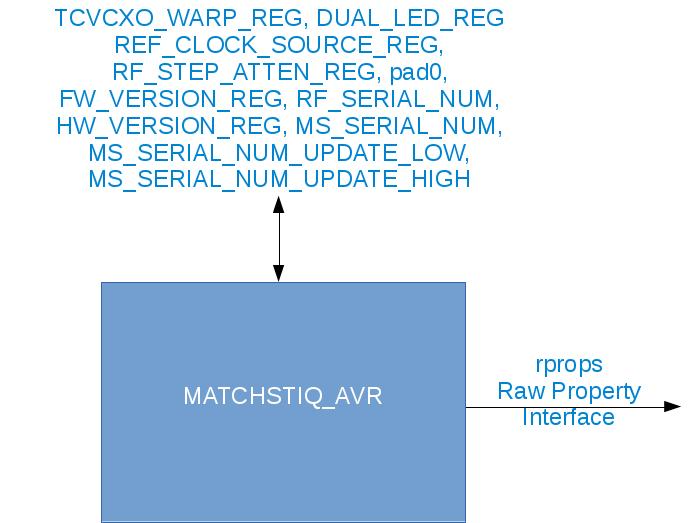 TCVCXO_WARP_REG, DUAL_LED_REG
REF_CLOCK_SOURCE_REG,
RF_STEP_ATTEN_REG, pad0,
FW_VERSION_REG, RF_SERIAL_NUM,
HW_VERSION_REG, MS_SERIAL_NUM,
MS_SERIAL_NUM_UPDATE_LOW,
MS_SERIAL_NUM_UPDATE_HIGH
MATCHSTIQ_AVR
rprops
Raw Property
Interface